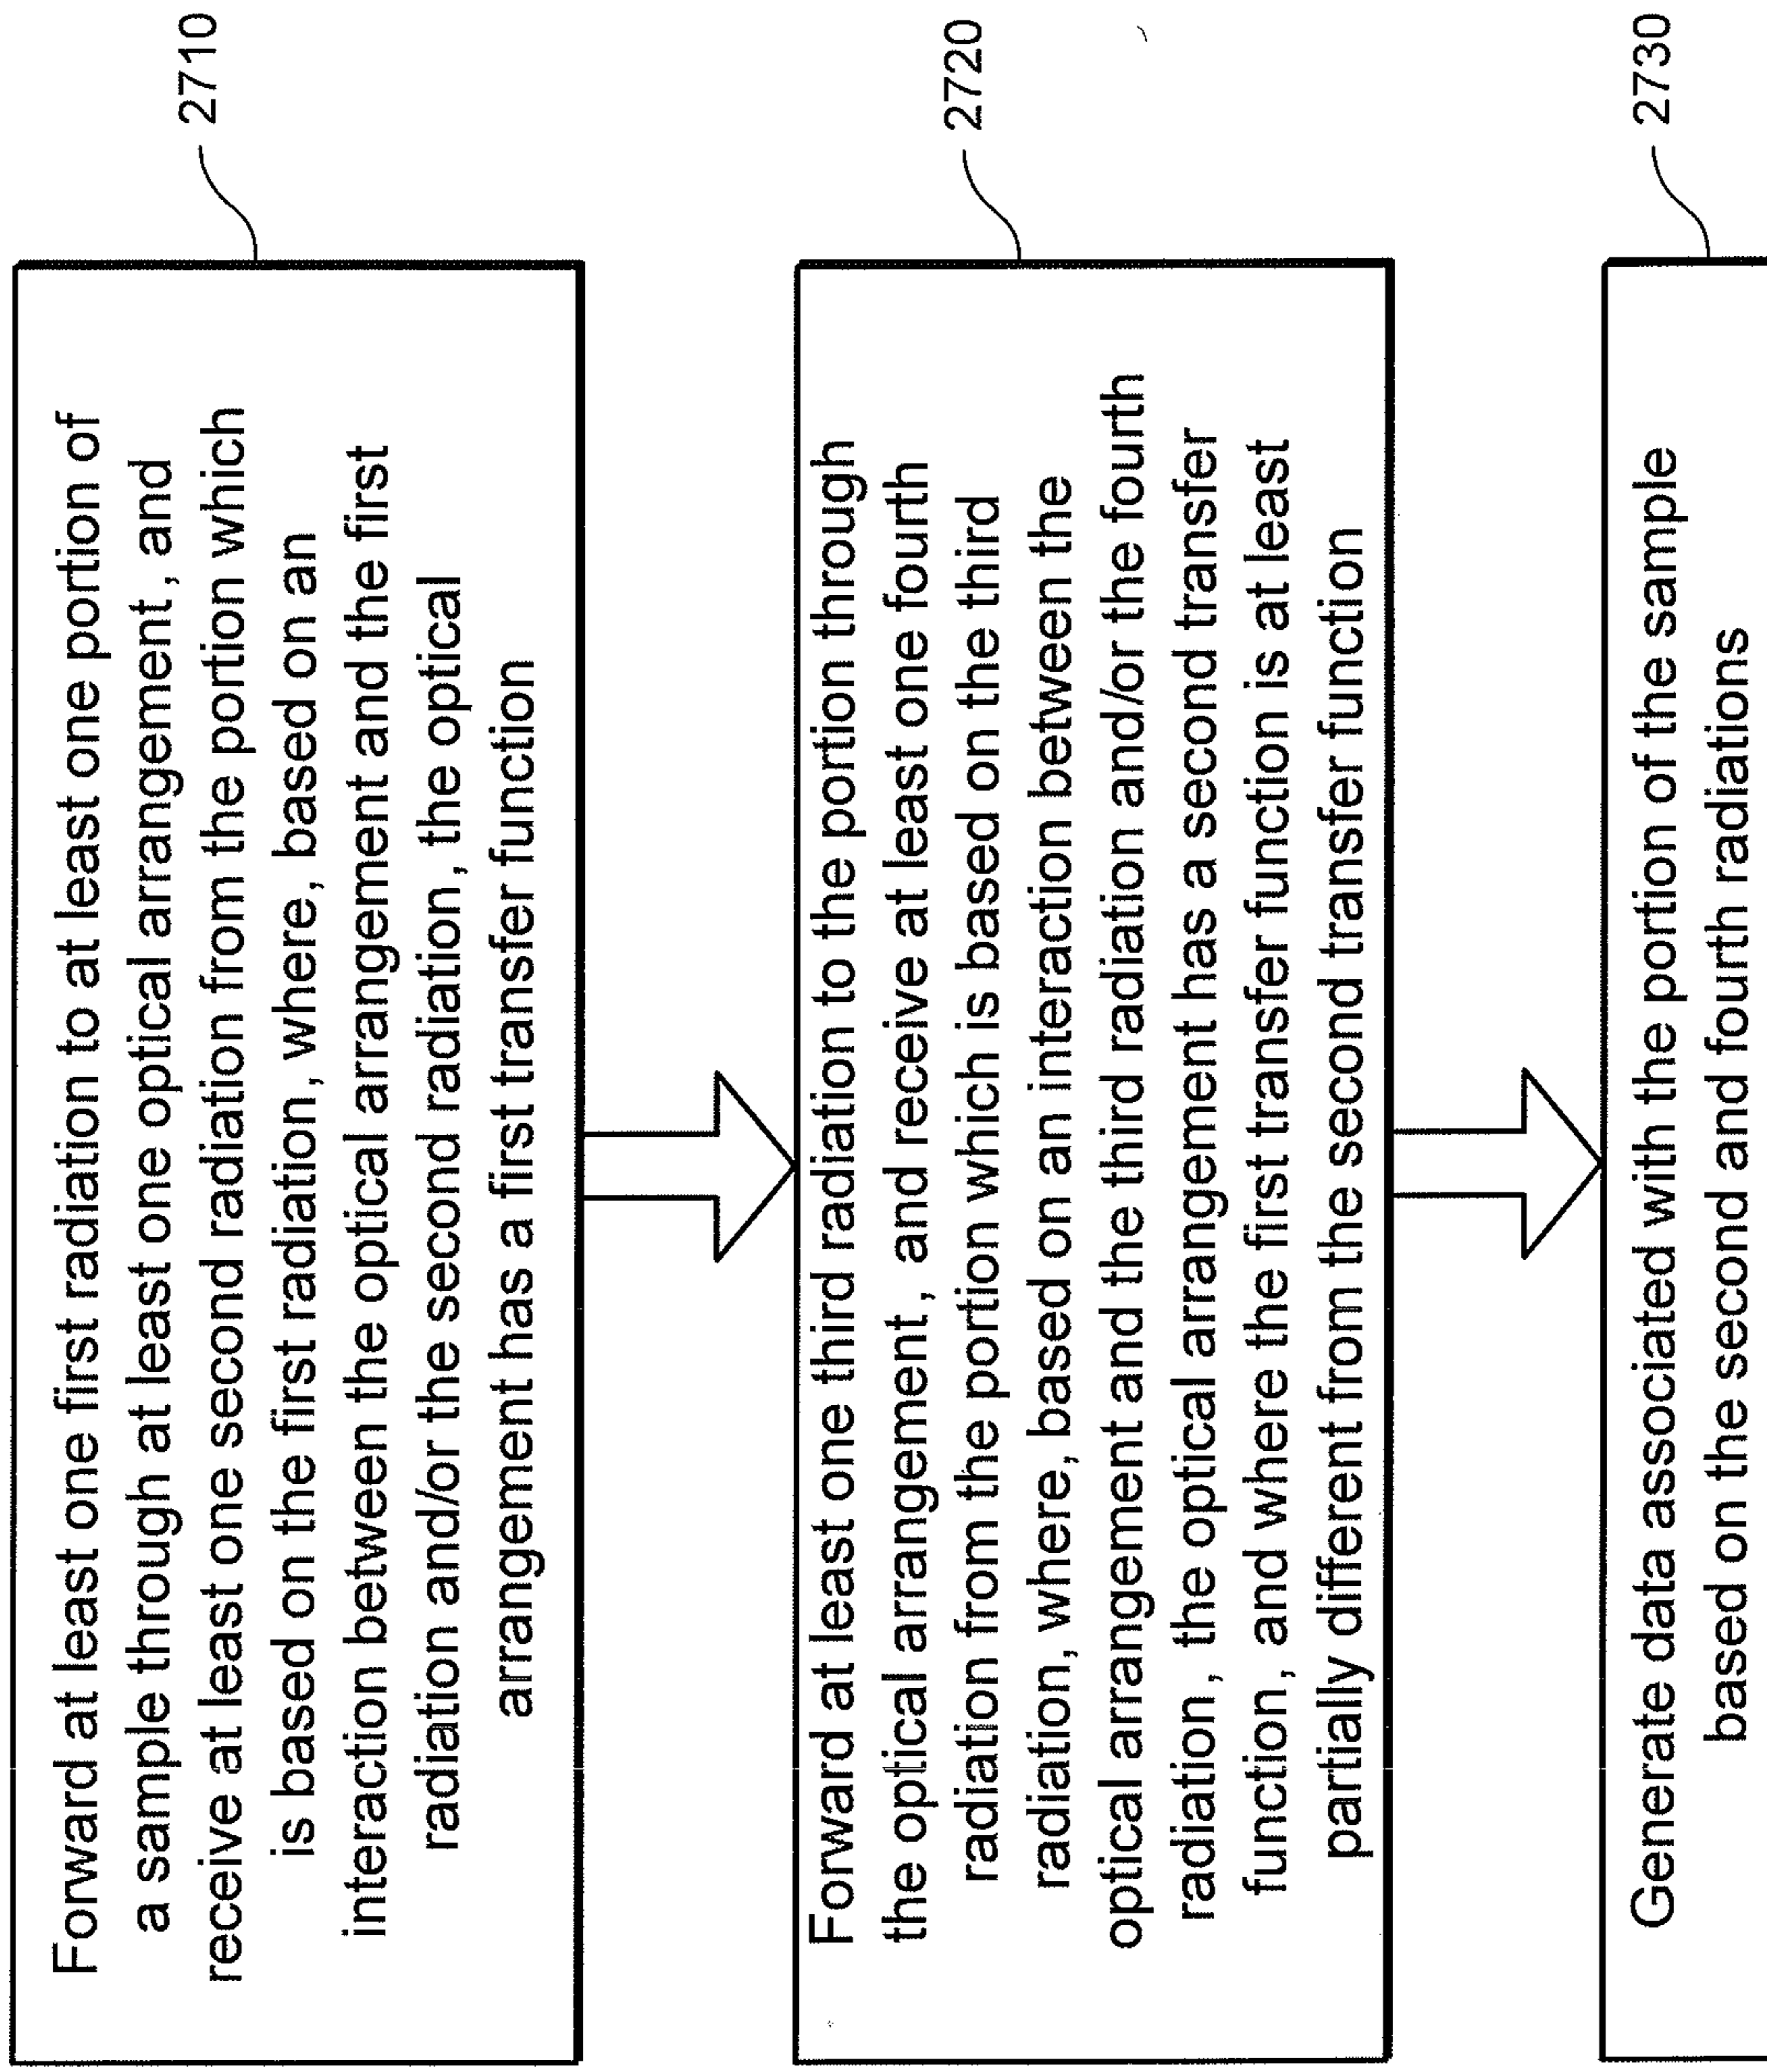 Forward at least one first radiation to at least one portion of
a sample through at least one optical arrangement, and
receive at least one second radiation from the portion which
is based on the first radiation, where, based on an
interaction between the optical arrangement and the first
radiation and/or the second radiation, the optical
arrangement has a first transfer function
2710
Forward at least one third radiation to the portion through
the optical arrangement, and receive at least one fourth
radiation from the portion which is based on the third
radiation, where, based on an interaction between the
optical arrangement and the third radiation and/or the fourth
radiation, the optical arrangement has a second transfer
function, and where the first transfer function is at least
partially different from the second transfer function
2720
Generate data associated with the portion of the sample
based on the second and fourth radiations
2730